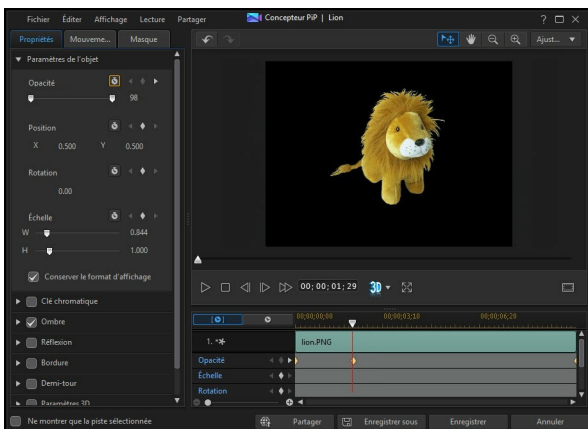 Fichier Éditer Affichage Lecture Partager Concepteur PiP | Lion
Propriétés Mouveme... Masque
Ajust...
Paramètres de l'objet
Opacité
98
Position
X 0.500 Y 0.500
Rotation
0.00
Échelle
W 0.844
H 1.000
Conserver le format d'affichage
Clé chromatique
Ombre
Réflexion
Bordure
Demi-tour
Paramètres 3D
00;00;01;29 3D
00;00;00;00 00;00;03;10 00;00;06;20
1. lion.PNG
Opacité
Échelle
Rotation
Ne montrer que la piste sélectionnée
Partager Enregistrer sous Enregistrer Annuler